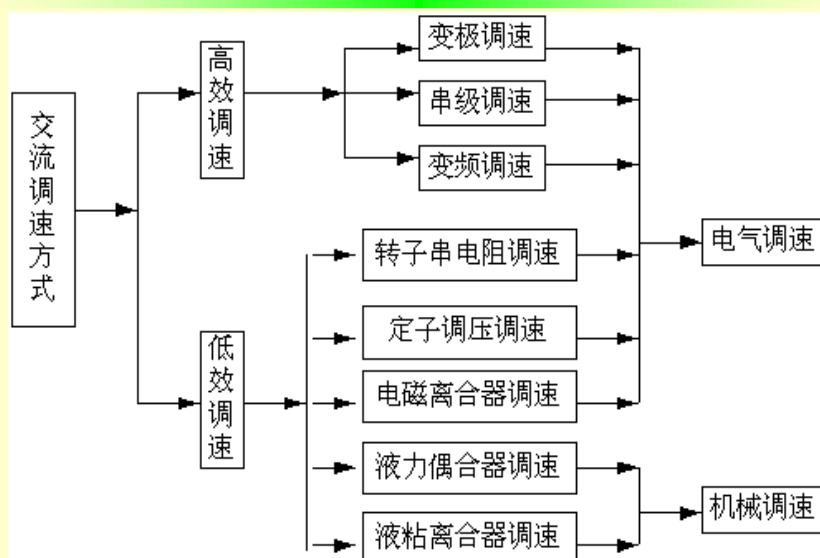 交流调速方式
高效调速
低效调速
变极调速
串级调速
变频调速
转子串电阻调速
定子调压调速
电磁离合器调速
液力偶合器调速
液粘离合器调速
电气调速
机械调速